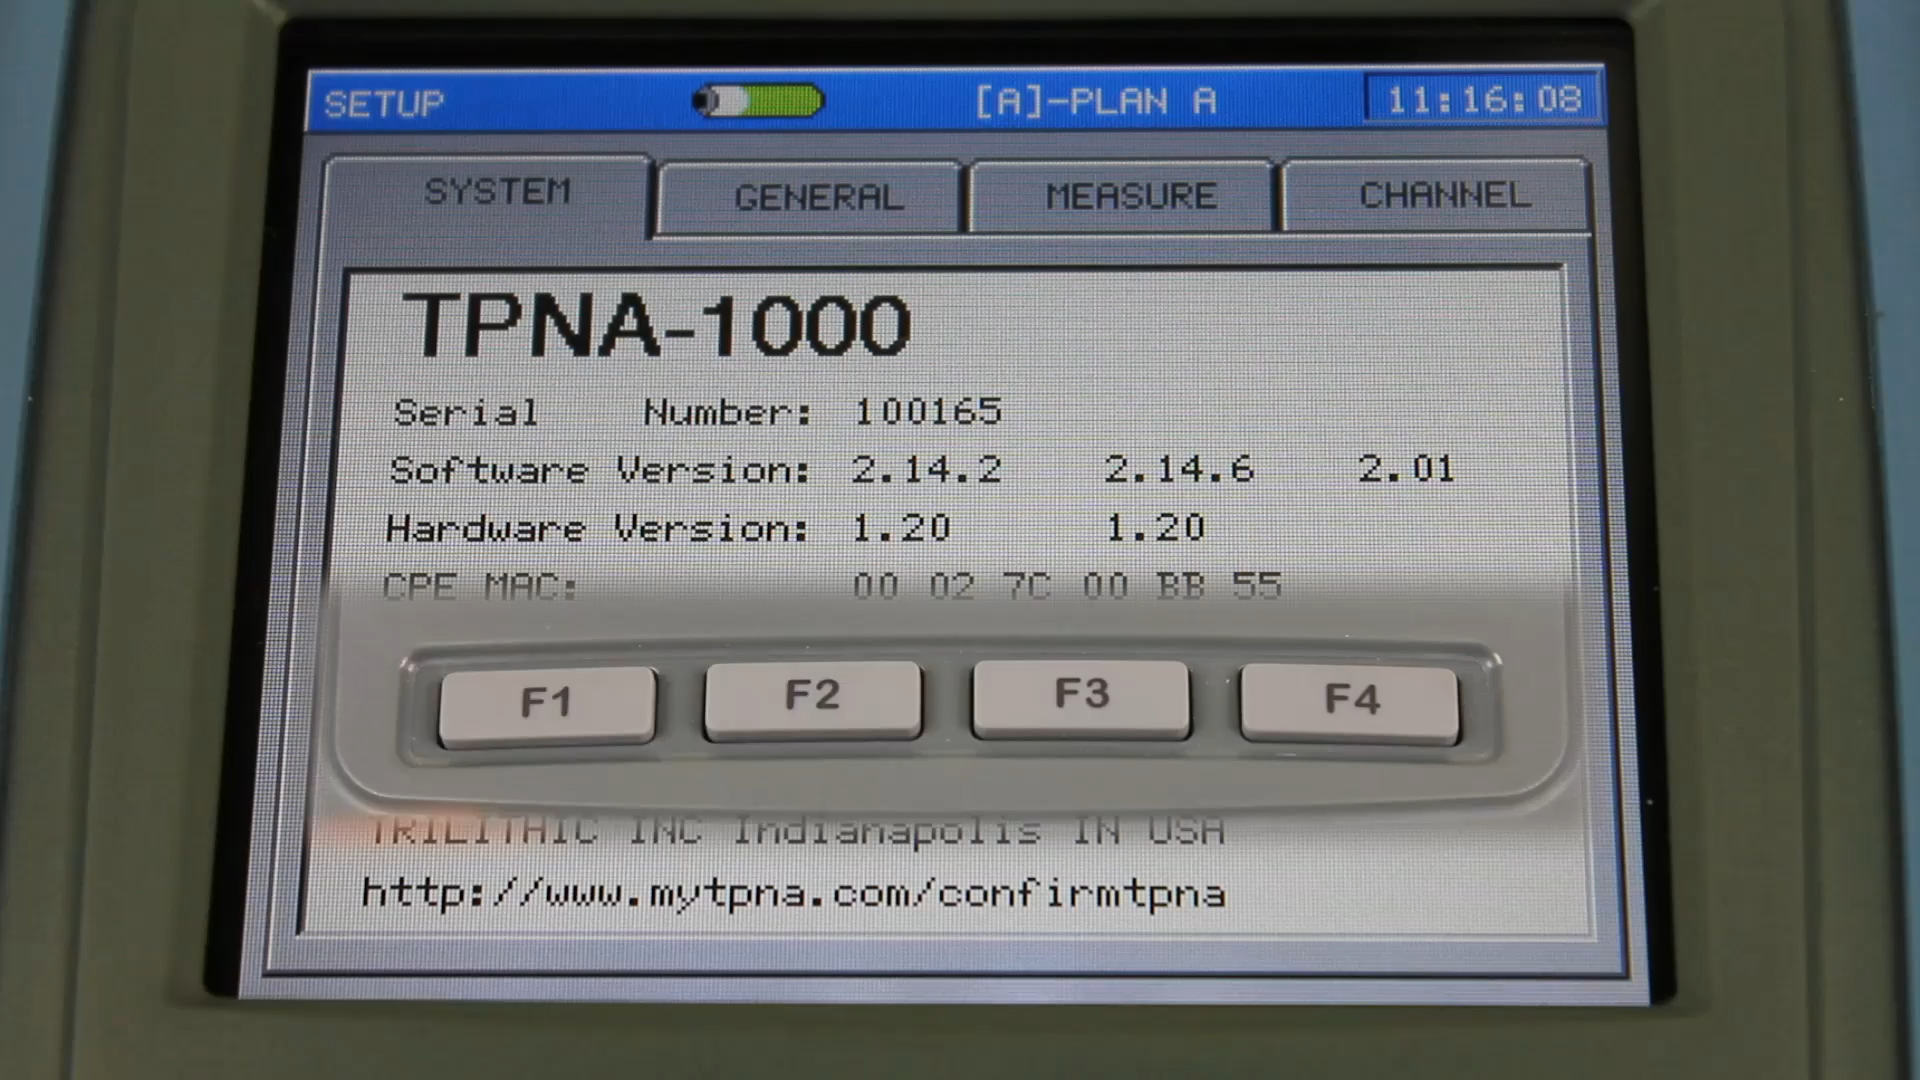 SETUP [A]-PLAN A 11:16:08
SYSTEM GENERAL MEASURE CHANNEL
TPNA-1000
Serial Number: 100165
Software Version: 2.14.2 2.14.6 2.01
Hardware Version: 1.20 1.20
CPE MAC: 00 02 7C 00 BB 55
F1 F2 F3 F4
TRILITHIC INC Indianapolis IN USA
http://www.mytpna.com/confirmtpna